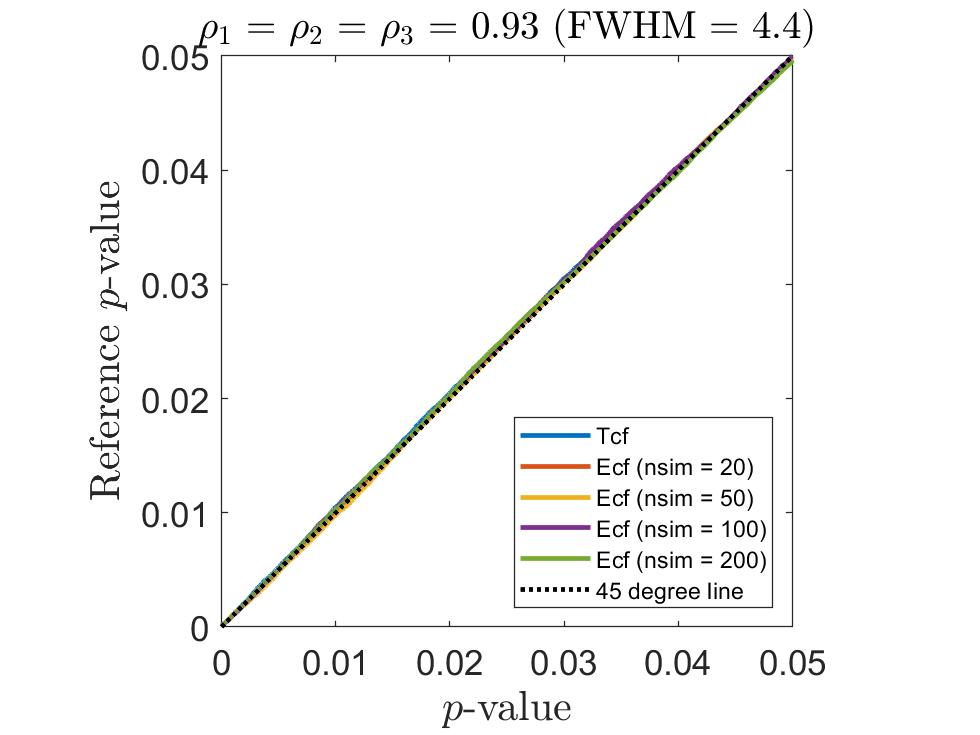 ρ₁ = ρ₂ = ρ₃ = 0.93 (FWHM = 4.4)
0.05
0.04
0.03
0.02
0.01
0
Reference p-value
Tcf
Ecf (nsim = 20)
Ecf (nsim = 50)
Ecf (nsim = 100)
Ecf (nsim = 200)
45 degree line
0 0.01 0.02 0.03 0.04 0.05
p-value